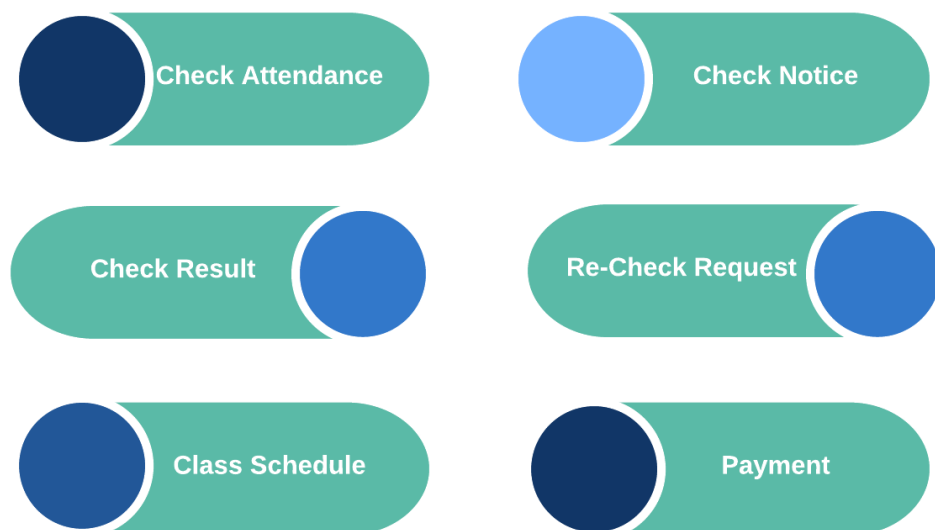 Check Attendance
Check Notice
Check Result
Re-Check Request
Class Schedule
Payment